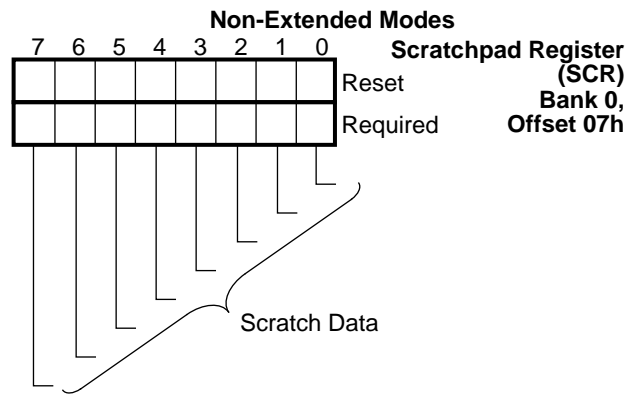 Non-Extended Modes
7 6 5 4 3 2 1 0
Scratchpad Register
(SCR)
Bank 0,
Offset 07h
Reset
Required
Scratch Data